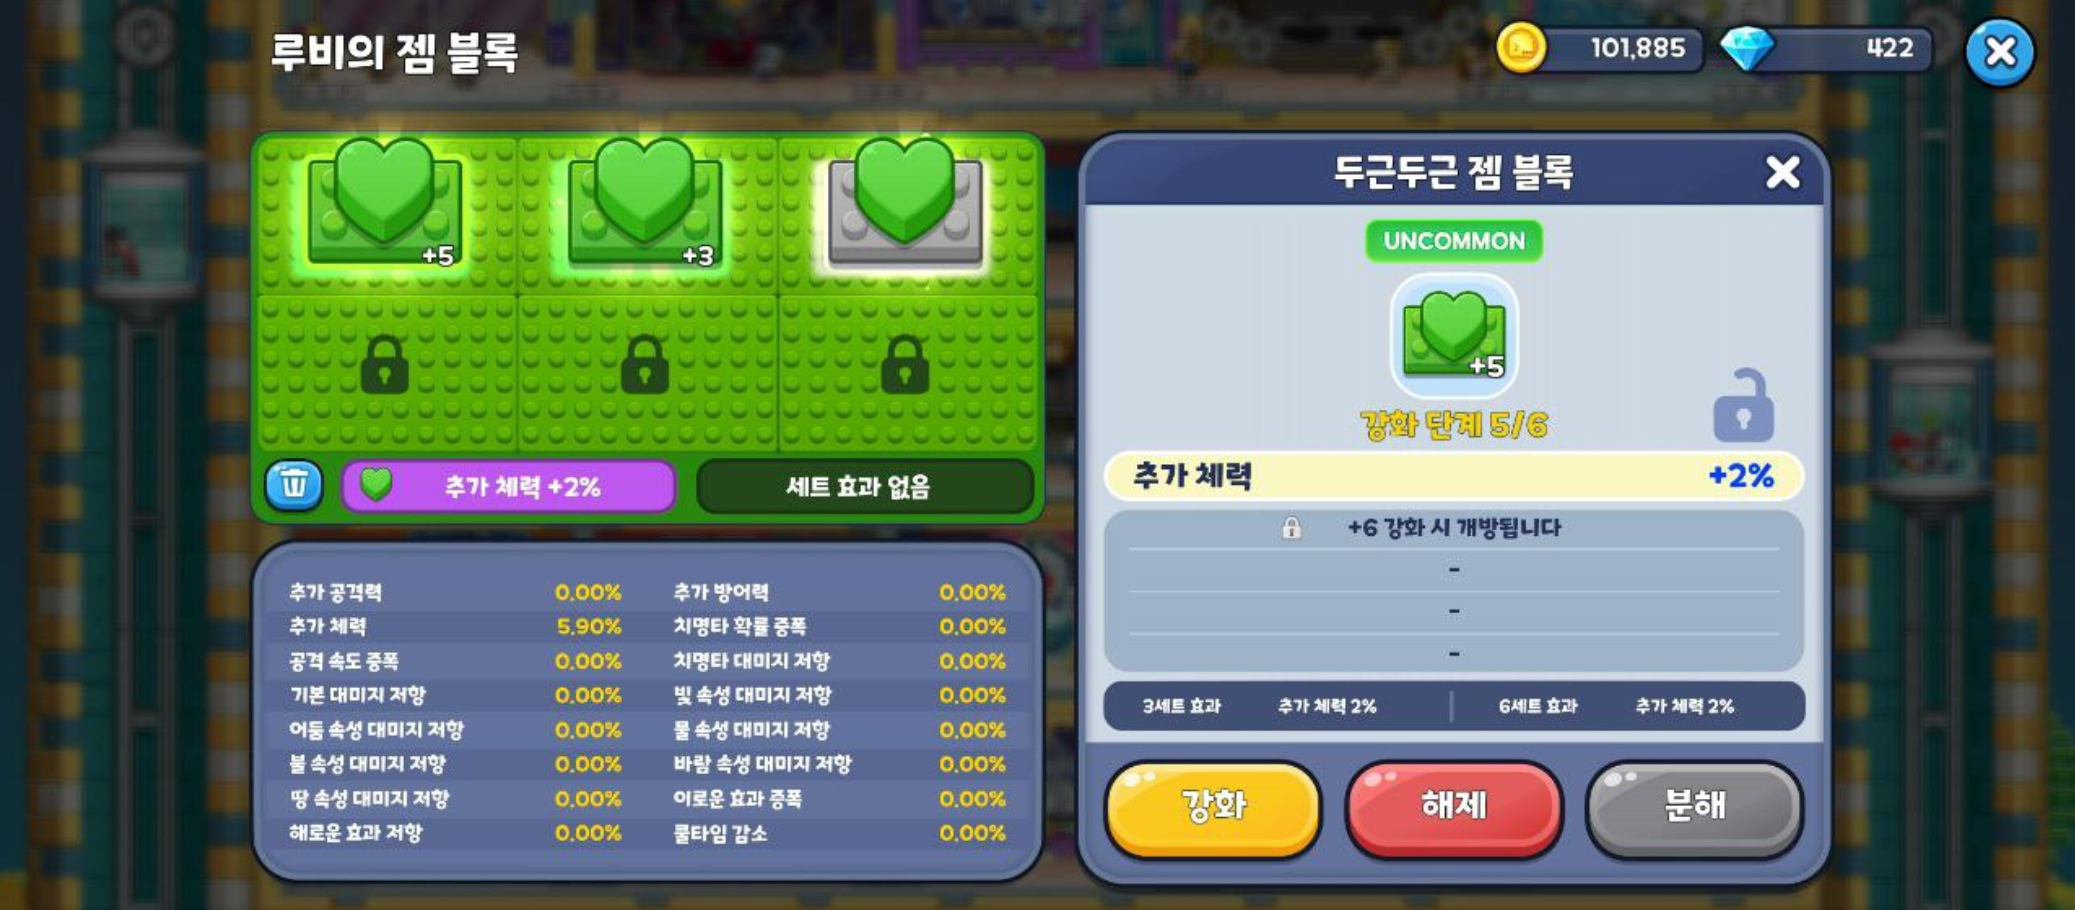 루비의 젬 블록
101,885
422
+5
+3
추가 체력 +2%
세트 효과 없음
추가 공격력 0.00% 추가 방어력 0.00%
추가 체력 5.90% 치명타 확률 증폭 0.00%
공격 속도 증폭 0.00% 치명타 대미지 저항 0.00%
기본 대미지 저항 0.00% 빛 속성 대미지 저항 0.00%
어둠 속성 대미지 저항 0.00% 물 속성 대미지 저항 0.00%
불 속성 대미지 저항 0.00% 바람 속성 대미지 저항 0.00%
땅 속성 대미지 저항 0.00% 이로운 효과 증폭 0.00%
해로운 효과 저항 0.00% 쿨타임 감소 0.00%
두근두근 젬 블록
UNCOMMON
+5
강화 단계 5/6
추가 체력 +2%
+6 강화 시 개방됩니다
-
-
-
3세트 효과 추가 체력 2% 6세트 효과 추가 체력 2%
강화 해제 분해